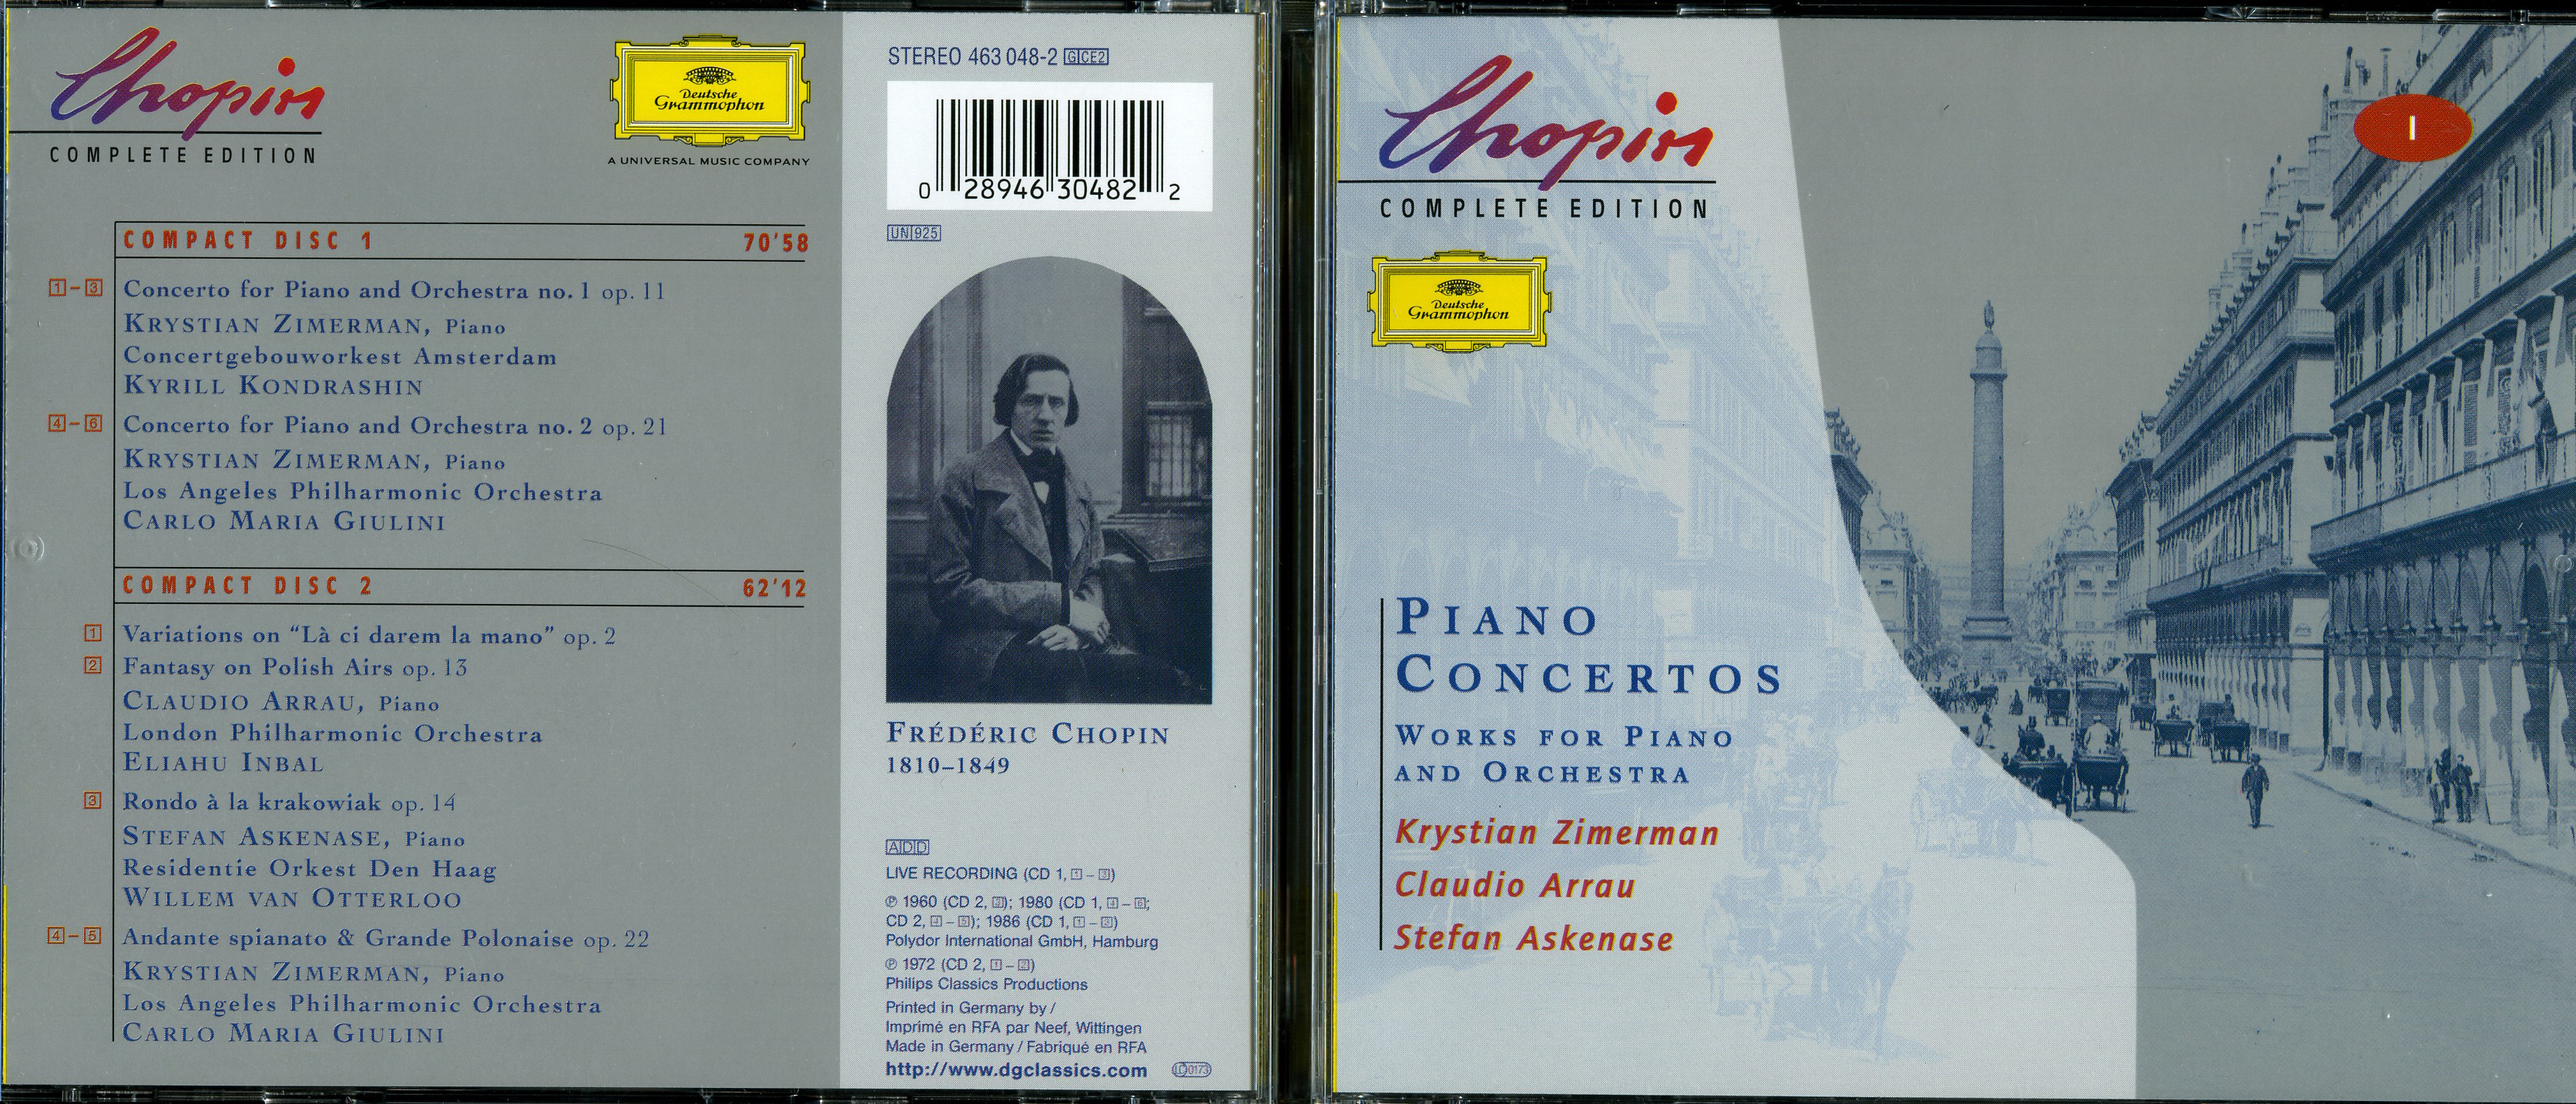 Chopin
COMPLETE EDITION
Deutsche
Grammophon
A UNIVERSAL MUSIC COMPANY
COMPACT DISC 1 70'58
1-3 Concerto for Piano and Orchestra no. 1 op. 11
KRYSTIAN ZIMERMAN, Piano
Concertgebouworkest Amsterdam
KYRILL KONDRASHIN
4-6 Concerto for Piano and Orchestra no. 2 op. 21
KRYSTIAN ZIMERMAN, Piano
Los Angeles Philharmonic Orchestra
CARLO MARIA GIULINI
COMPACT DISC 2 62'12
1 Variations on “Là ci darem la mano” op. 2
2 Fantasy on Polish Airs op. 13
CLAUDIO ARRAU, Piano
London Philharmonic Orchestra
ELIAHU INBAL
3 Rondo à la krakowiak op. 14
STEFAN ASKENASE, Piano
Residentie Orkest Den Haag
WILLEM VAN OTTERLOO
4-5 Andante spianato & Grande Polonaise op. 22
KRYSTIAN ZIMERMAN, Piano
Los Angeles Philharmonic Orchestra
CARLO MARIA GIULINI
STEREO 463 048-2 G CE2
0 28946 30482 2
UN 925
FRÉDÉRIC CHOPIN
1810–1849
ADD
LIVE RECORDING (CD 1, 1 – 3)
℗ 1960 (CD 2, 3); 1980 (CD 1, 4 – 6;
CD 2, 4 – 5); 1986 (CD 1, 1 – 3)
Polydor International GmbH, Hamburg
℗ 1972 (CD 2, 1 – 2)
Philips Classics Productions
Printed in Germany by /
Imprimé en RFA par Neef, Wittingen
Made in Germany / Fabriqué en RFA
http://www.dgclassics.com LC 0173
Chopin
COMPLETE EDITION
I
Deutsche
Grammophon
PIANO
CONCERTOS
WORKS FOR PIANO
AND ORCHESTRA
Krystian Zimerman
Claudio Arrau
Stefan Askenase